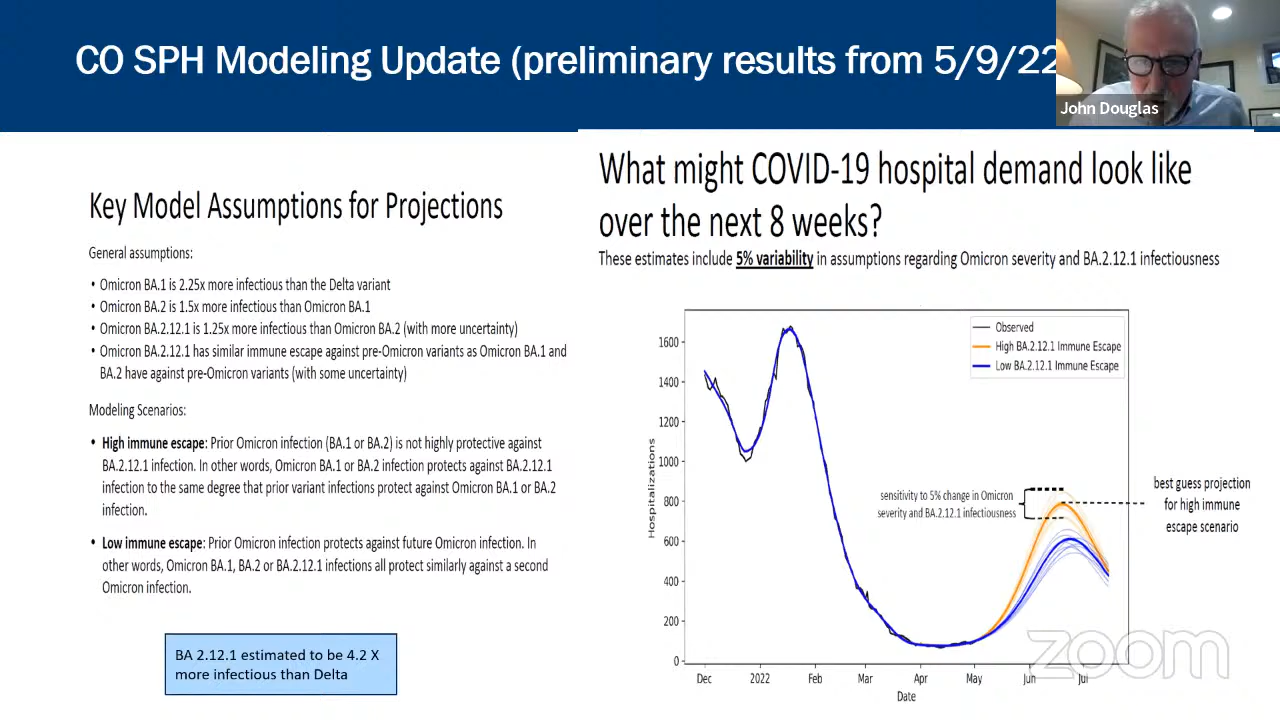 CO SPH Modeling Update (preliminary results from 5/9/22
John Douglas
Key Model Assumptions for Projections
General assumptions:
• Omicron BA.1 is 2.25x more infectious than the Delta variant
• Omicron BA.2 is 1.5x more infectious than Omicron BA.1
• Omicron BA.2.12.1 is 1.25x more infectious than Omicron BA.2 (with more uncertainty)
• Omicron BA.2.12.1 has similar immune escape against pre-Omicron variants as Omicron BA.1 and
BA.2 have against pre-Omicron variants (with some uncertainty)
Modeling Scenarios:
• High immune escape: Prior Omicron infection (BA.1 or BA.2) is not highly protective against
BA.2.12.1 infection. In other words, Omicron BA.1 or BA.2 infection protects against BA.2.12.1
infection to the same degree that prior variant infections protect against Omicron BA.1 or BA.2
infection.
• Low immune escape: Prior Omicron infection protects against future Omicron infection. In
other words, Omicron BA.1, BA.2 or BA.2.12.1 infections all protect similarly against a second
Omicron infection.
BA 2.12.1 estimated to be 4.2 X
more infectious than Delta
What might COVID-19 hospital demand look like
over the next 8 weeks?
These estimates include 5% variability in assumptions regarding Omicron severity and BA.2.12.1 infectiousness
Observed
High BA.2.12.1 Immune Escape
Low BA.2.12.1 Immune Escape
Hospitalizations
1600
1400
1200
1000
800
600
400
200
0
sensitivity to 5% change in Omicron
severity and BA.2.12.1 infectiousness
best guess projection
for high immune
escape scenario
Dec 2022 Feb Mar Apr May Jun Jul
Date
zoom